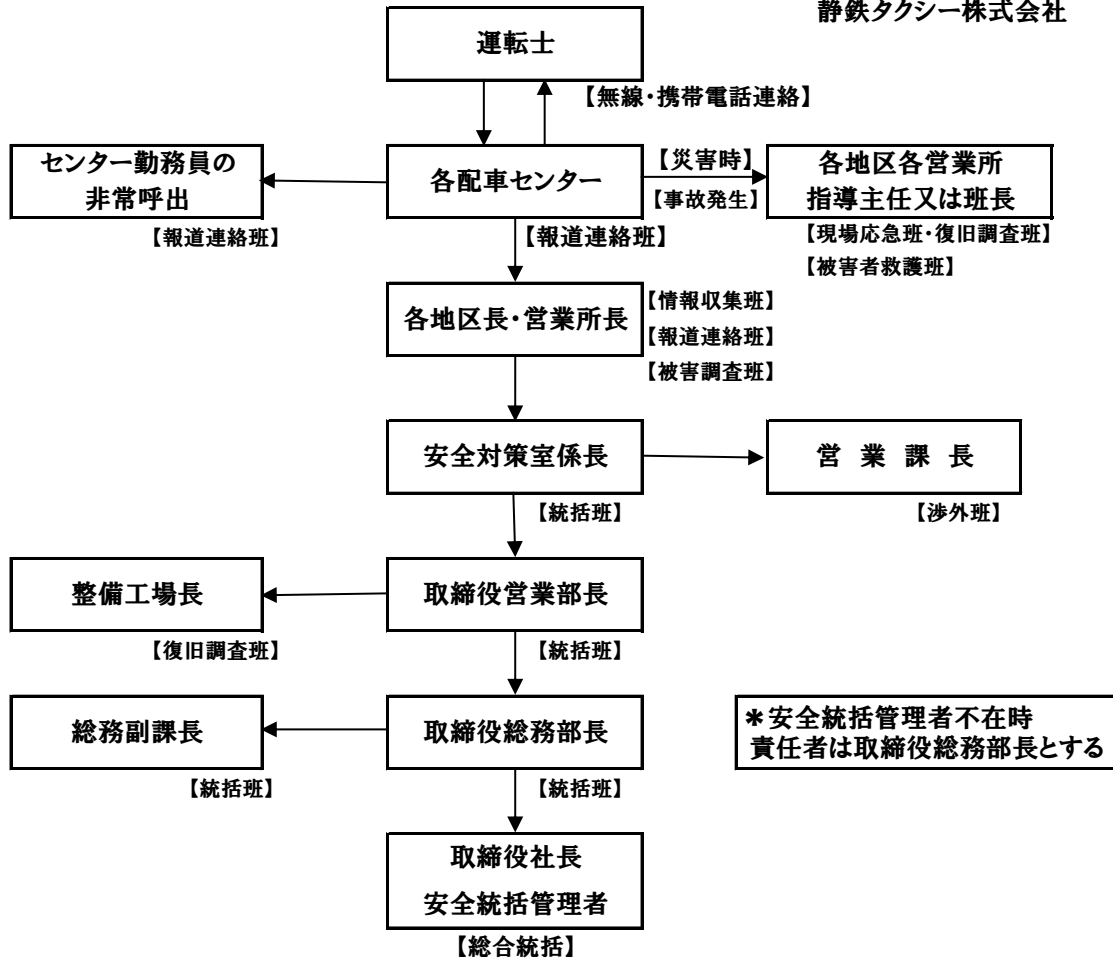 静鉄タクシー株式会社
運転士
【無線・携帯電話連絡】
センター勤務員の
非常呼出
【報道連絡班】
各配車センター
【災害時】
【事故発生】
各地区各営業所
指導主任又は班長
【現場応急班・復旧調査班】
【被害者救護班】
【報道連絡班】
各地区長・営業所長
【情報収集班】
【報道連絡班】
【被害調査班】
安全対策室係長
【統括班】
営　業　課　長
【渉外班】
整備工場長
【復旧調査班】
取締役営業部長
【統括班】
総務副課長
【統括班】
取締役総務部長
【統括班】
＊安全統括管理者不在時
責任者は取締役総務部長とする
取締役社長
安全統括管理者
【総合統括】